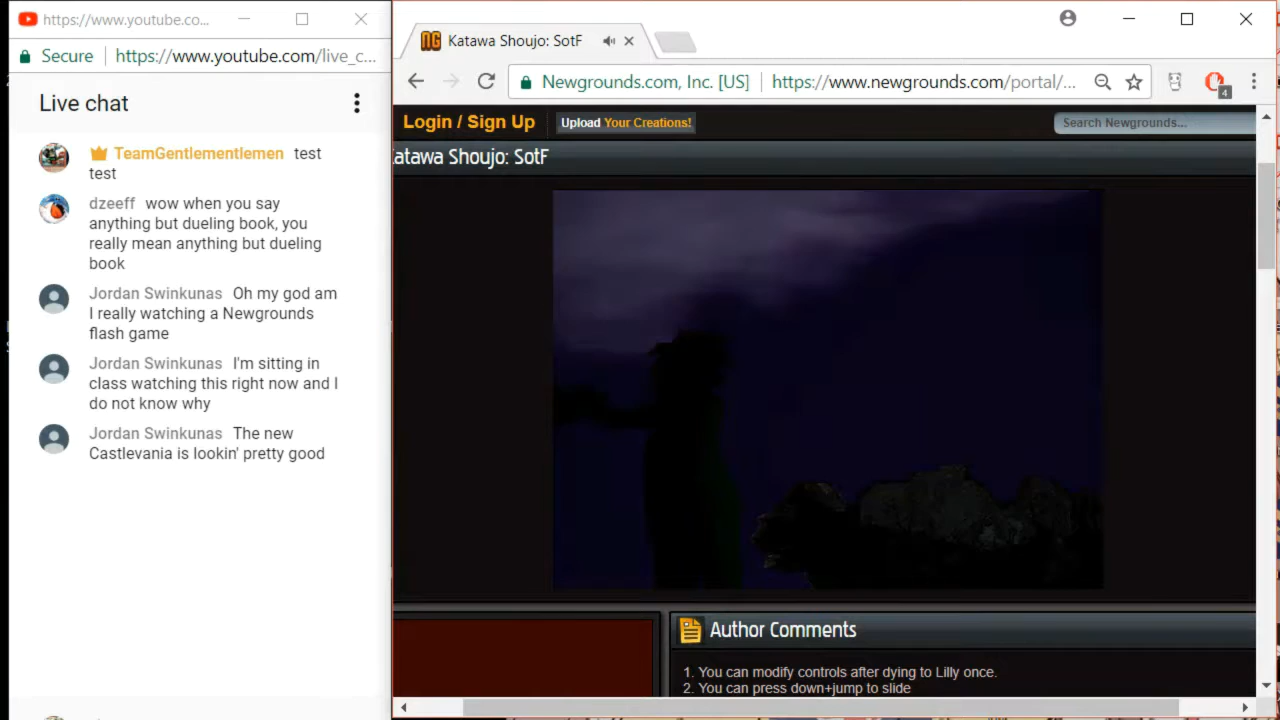 https://www.youtube.co...
Secure https://www.youtube.com/live_c...
Live chat
TeamGentlementlemen test
test
dzeeff wow when you say
anything but dueling book, you
really mean anything but dueling
book
Jordan Swinkunas Oh my god am
I really watching a Newgrounds
flash game
Jordan Swinkunas I'm sitting in
class watching this right now and I
do not know why
Jordan Swinkunas The new
Castlevania is lookin' pretty good
NG Katawa Shoujo: SotF
Newgrounds.com, Inc. [US] https://www.newgrounds.com/portal/...
4
Login / Sign Up Upload Your Creations! Search Newgrounds...
Katawa Shoujo: SotF
Author Comments
1. You can modify controls after dying to Lilly once.
2. You can press down+jump to slide